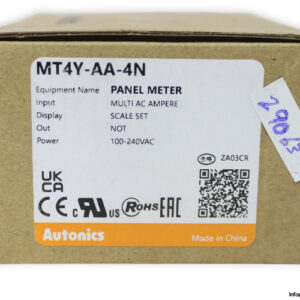 MT4Y-AA-4N
Equipment Name PANEL METER
Input MULTI AC AMPERE
Display SCALE SET
Out NOT
Power 100-240VAC
ZA03CR
UK
CA
CE c UL us RoHS EAC
Autonics
Made in China